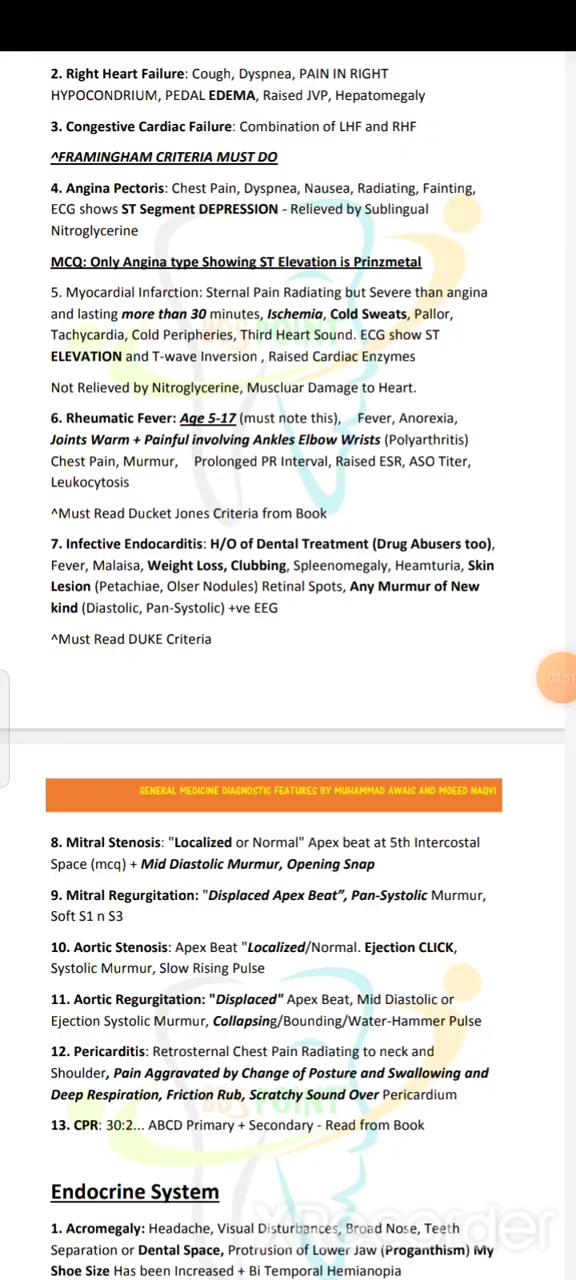 2. Right Heart Failure: Cough, Dyspnea, PAIN IN RIGHT
HYPOCONDRIUM, PEDAL EDEMA, Raised JVP, Hepatomegaly
3. Congestive Cardiac Failure: Combination of LHF and RHF
^FRAMINGHAM CRITERIA MUST DO
4. Angina Pectoris: Chest Pain, Dyspnea, Nausea, Radiating, Fainting,
ECG shows ST Segment DEPRESSION - Relieved by Sublingual
Nitroglycerine
MCQ: Only Angina type Showing ST Elevation is Prinzmetal
5. Myocardial Infarction: Sternal Pain Radiating but Severe than angina
and lasting more than 30 minutes, Ischemia, Cold Sweats, Pallor,
Tachycardia, Cold Peripheries, Third Heart Sound. ECG show ST
ELEVATION and T-wave Inversion , Raised Cardiac Enzymes
Not Relieved by Nitroglycerine, Muscluar Damage to Heart.
6. Rheumatic Fever: Age 5-17 (must note this), Fever, Anorexia,
Joints Warm + Painful involving Ankles Elbow Wrists (Polyarthritis)
Chest Pain, Murmur, Prolonged PR Interval, Raised ESR, ASO Titer,
Leukocytosis
^Must Read Ducket Jones Criteria from Book
7. Infective Endocarditis: H/O of Dental Treatment (Drug Abusers too),
Fever, Malaisa, Weight Loss, Clubbing, Spleenomegaly, Heamturia, Skin
Lesion (Petachiae, Olser Nodules) Retinal Spots, Any Murmur of New
kind (Diastolic, Pan-Systolic) +ve EEG
^Must Read DUKE Criteria
02:51
GENERAL MEDICINE DIAGNOSTIC FEATURES BY MUHAMMAD AWAIS AND MOEED NAQVI
8. Mitral Stenosis: "Localized or Normal" Apex beat at 5th Intercostal
Space (mcq) + Mid Diastolic Murmur, Opening Snap
9. Mitral Regurgitation: "Displaced Apex Beat”, Pan-Systolic Murmur,
Soft S1 n S3
10. Aortic Stenosis: Apex Beat "Localized/Normal. Ejection CLICK,
Systolic Murmur, Slow Rising Pulse
11. Aortic Regurgitation: "Displaced" Apex Beat, Mid Diastolic or
Ejection Systolic Murmur, Collapsing/Bounding/Water-Hammer Pulse
12. Pericarditis: Retrosternal Chest Pain Radiating to neck and
Shoulder, Pain Aggravated by Change of Posture and Swallowing and
Deep Respiration, Friction Rub, Scratchy Sound Over Pericardium
BDS POINT
13. CPR: 30:2... ABCD Primary + Secondary - Read from Book
Endocrine System
XRecorder
1. Acromegaly: Headache, Visual Disturbances, Broad Nose, Teeth
Separation or Dental Space, Protrusion of Lower Jaw (Proganthism) My
Shoe Size Has been Increased + Bi Temporal Hemianopia